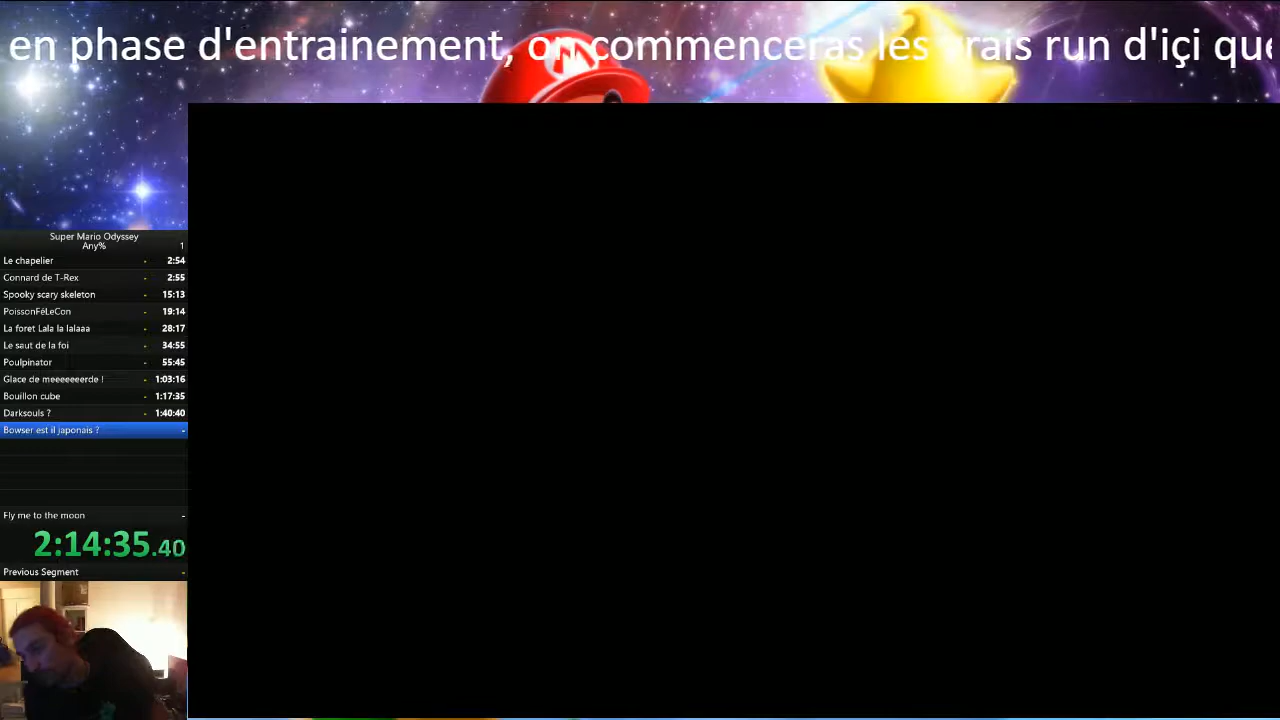 en phase d'entrainement, on commenceras les vrais run d'içi que
Super Mario Odyssey
Any% 1
Le chapelier - 2:54
Connard de T-Rex - 2:55
Spooky scary skeleton - 15:13
PoissonFéLeCon - 19:14
La foret Lala la lalaaa - 28:17
Le saut de la foi - 34:55
Poulpinator - 55:45
Glace de meeeeeeerde ! - 1:03:16
Bouillon cube - 1:17:35
Darksouls ? - 1:40:40
Bowser est il japonais ? -
Fly me to the moon -
2:14:35.40
Previous Segment -